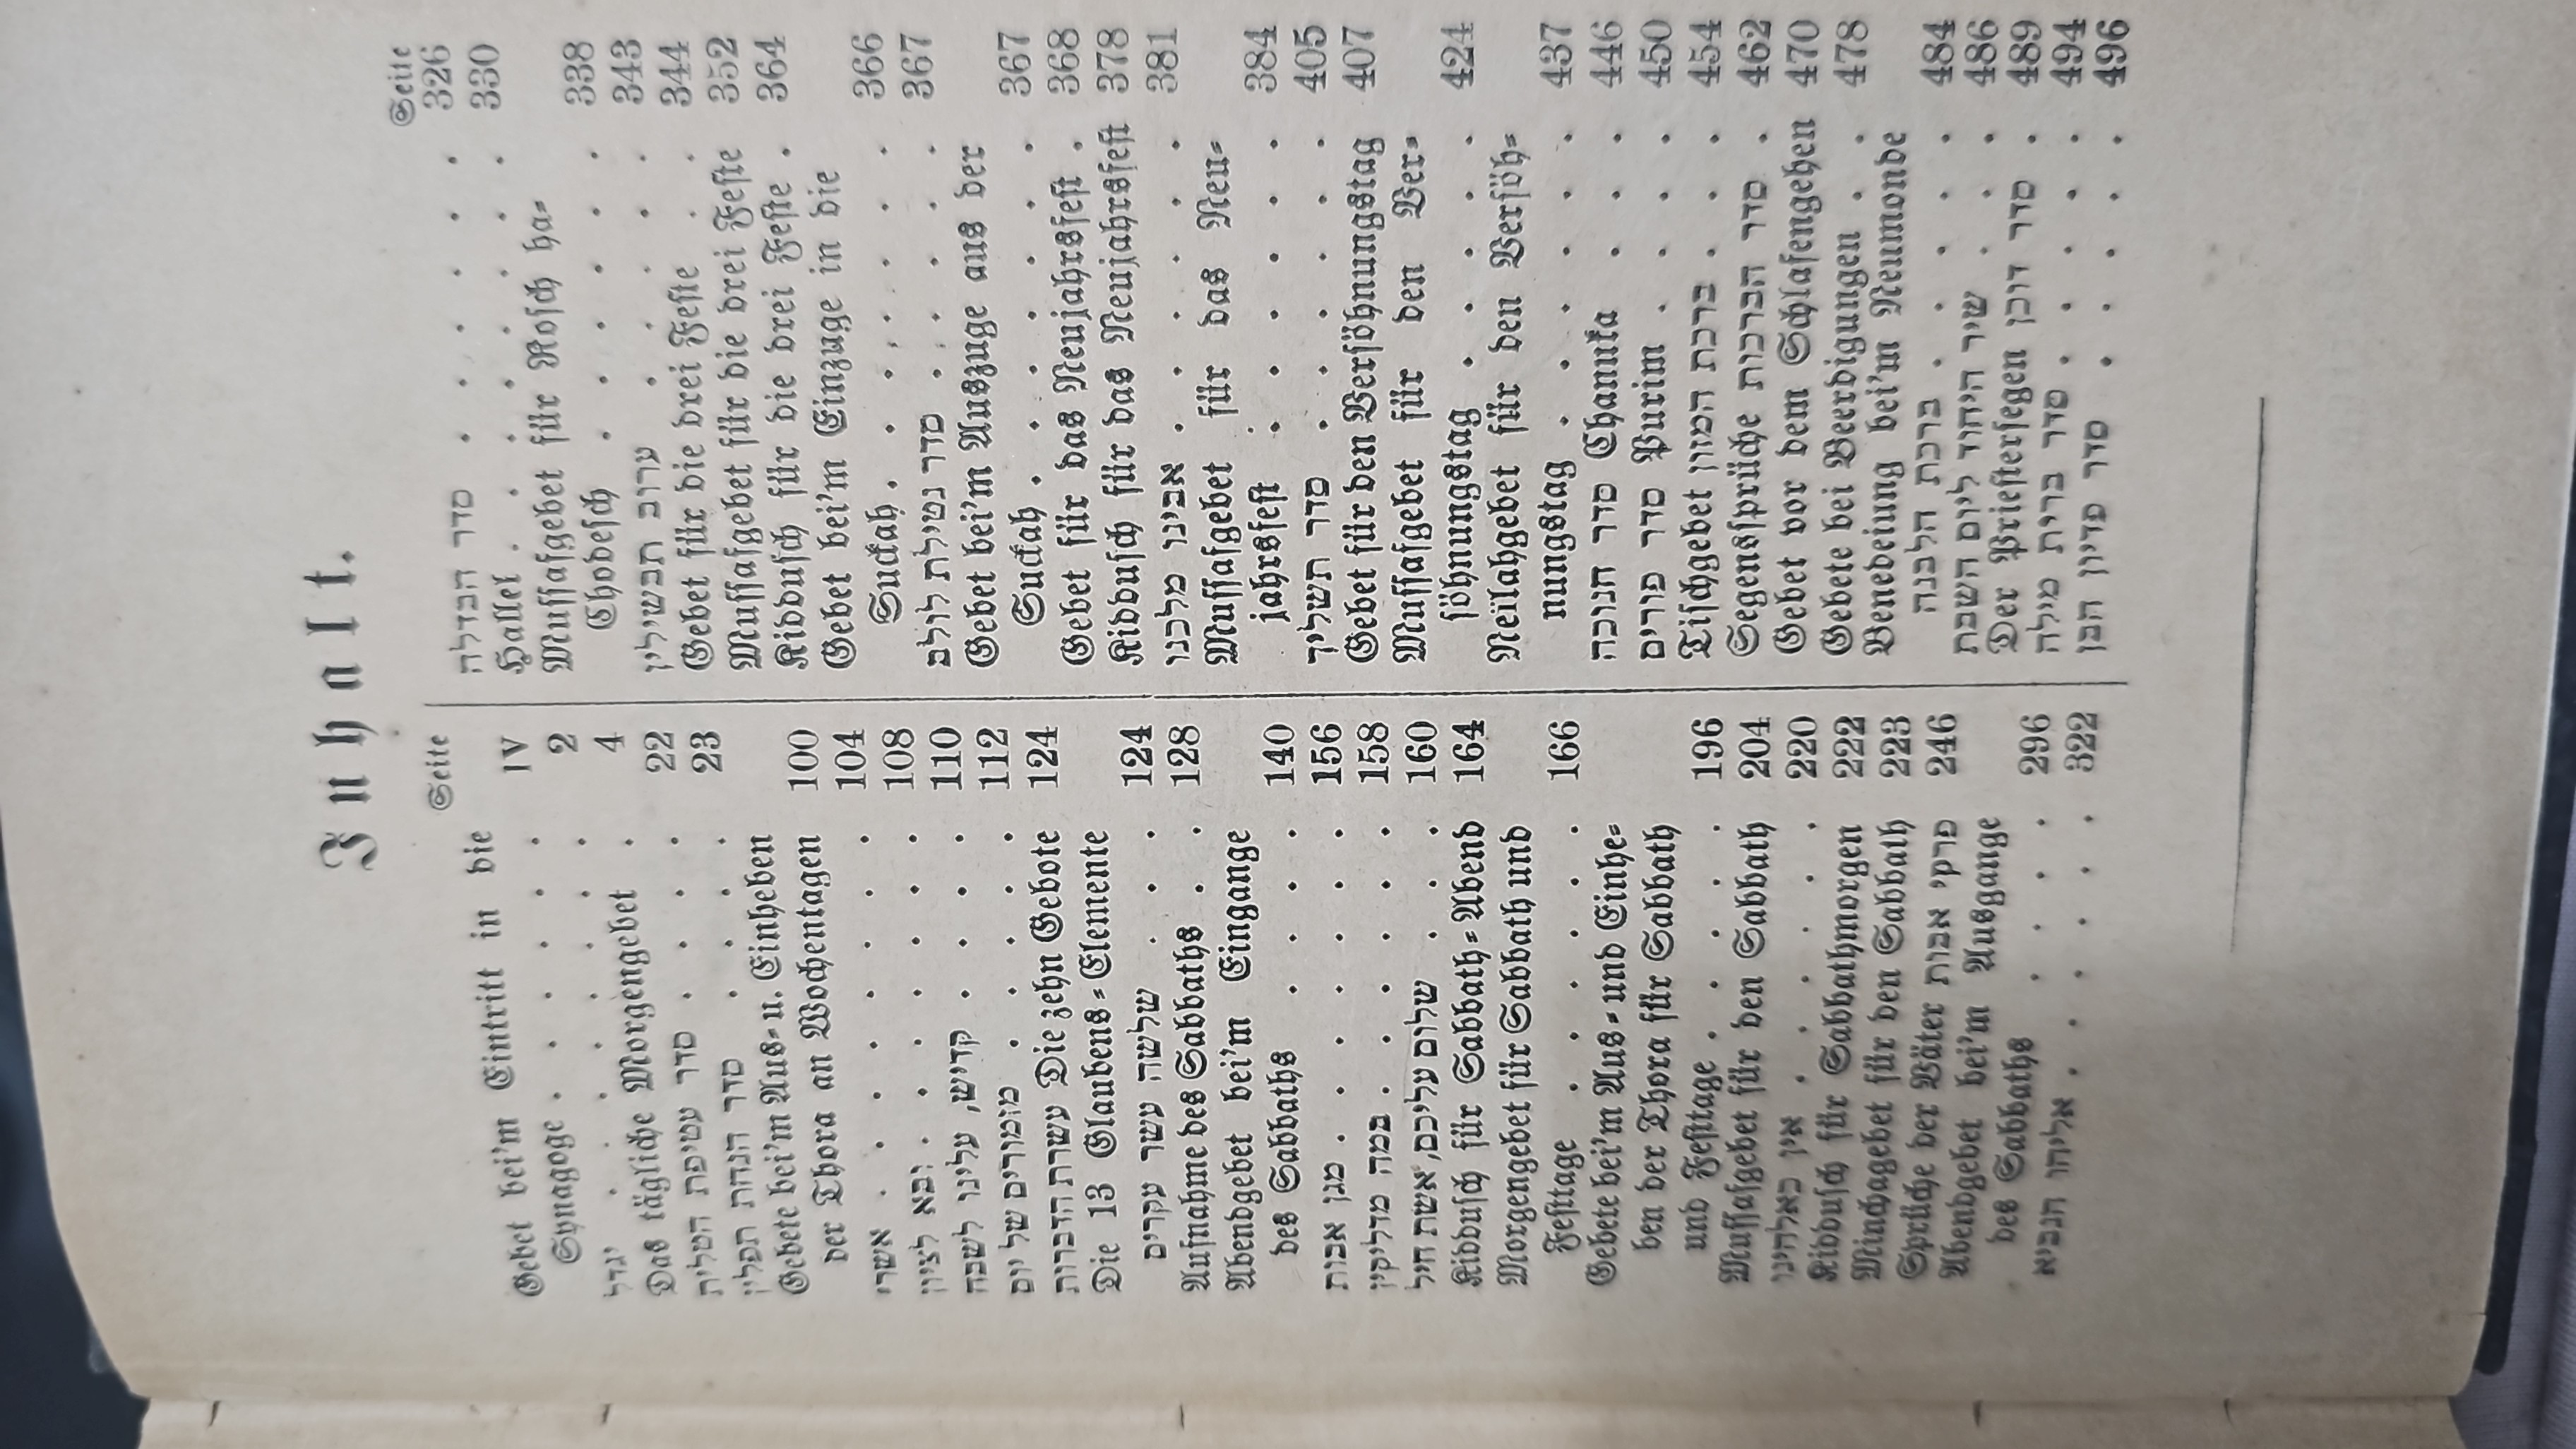 Inhalt.
Seite
Gebet bei'm Eintritt in die
Synagoge . . . . . . IV
יגדל . . . . . . . 2
Das tägliche Morgengebet . 4
סדר עטיפת הטלית . . . . 22
סדר הנחת תפלין . . . . 23
Gebete bei'm Aus- u. Einheben
der Thora an Wochentagen 100
אשרי . . . . . . . 104
ובא לציון . . . . . . 108
קדיש, עלינו לשבח . . . . 110
מזמורים של יום . . . . . 112
עשרת הדברות Die zehn Gebote 124
Die 13 Glaubens-Elemente
שלשה עשר עקרים . . . 124
Aufnahme des Sabbaths . . 128
Abendgebet bei'm Eingange
des Sabbaths . . . . 140
מגן אבות . . . . . . 156
במה מדליקין . . . . . . 158
שלום עליכם, אשת חיל . . . 160
Kiddusch für Sabbath-Abend 164
Morgengebet für Sabbath und
Festtage . . . . . . 166
Gebete bei'm Aus- und Einhe-
ben der Thora für Sabbath
und Festtage . . . . . 196
Mussafgebet für den Sabbath 204
אין כאלהינו . . . . . . 220
Kiddusch für Sabbathmorgen 222
Minchagebet für den Sabbath 223
Sprüche der Väter פרקי אבות 246
Abendgebet bei'm Ausgange
des Sabbaths . . . . 296
אליהו הנביא . . . . . . 322
Seite
סדר הבדלה . . . . . . 326
Hallel . . . . . . . 330
Mussafgebet für Rosch ha-
Chodesch . . . . . . 338
ערוב תבשילין . . . . . 343
Gebet für die drei Feste . . 344
Mussafgebet für die drei Feste 352
Kiddusch für die drei Feste . 364
Gebet bei'm Einzuge in die
Suckah . . . . . . . 366
סדר נטילת לולב . . . . . 367
Gebet bei'm Auszuge aus der
Suckah . . . . . . . 367
Gebet für das Neujahrsfest . 368
Kiddusch für das Neujahrsfest 378
אבינו מלכנו . . . . . . 381
Mussafgebet für das Neu-
jahrsfest . . . . . . 384
סדר תשליך . . . . . . 405
Gebet für den Versöhnungstag 407
Mussafgebet für den Ver-
söhnungstag . . . . . 424
Neïlahgebet für den Versöh-
nungstag . . . . . . 437
סדר חנוכה Chanuka . . . 446
סדר פורים Purim . . . . 450
Tischgebet ברכת המזון . . . 454
Segenssprüche סדר הברכות . 462
Gebet vor dem Schlafengehen 470
Gebete bei Beerdigungen . . 478
Benedeiung bei'm Neumonde
ברכת הלבנה . . . . . 484
שיר היחוד ליום השבת . . . 486
Der Priestersegen סדר דוכן . 489
סדר ברית מילה . . . . . 494
סדר פדיון הבן . . . . . 496